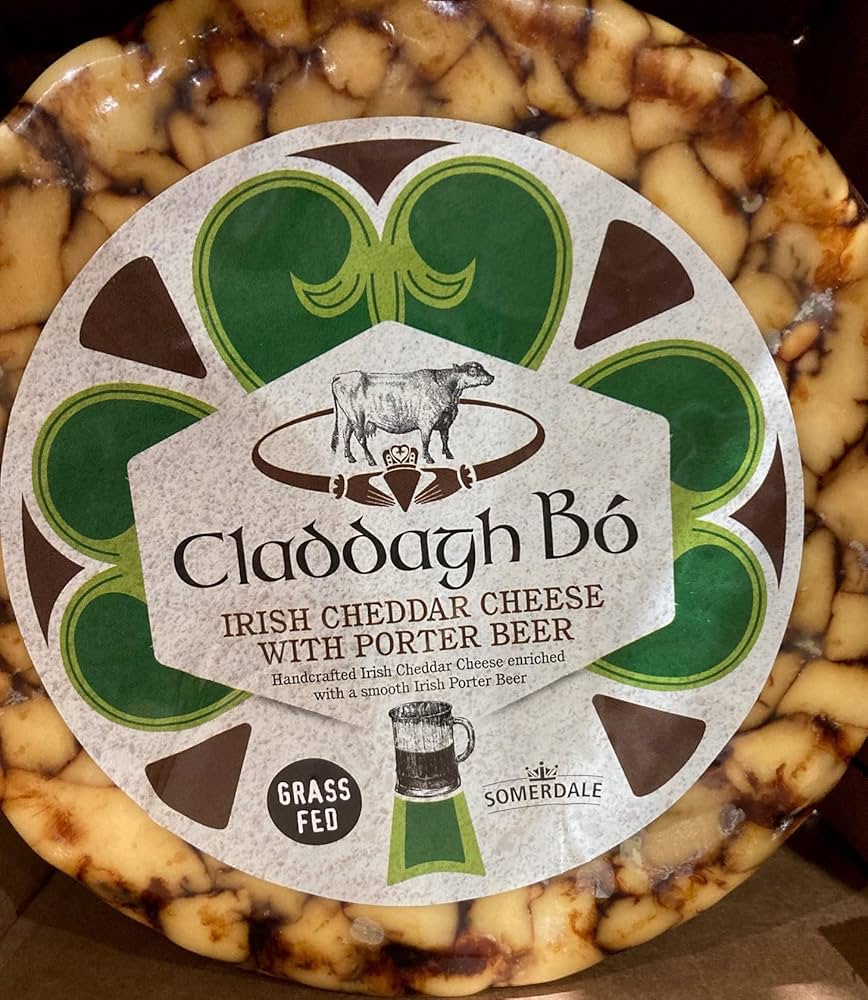 Claddagh Bó
IRISH CHEDDAR CHEESE
WITH PORTER BEER
Handcrafted Irish Cheddar Cheese enriched
with a smooth Irish Porter Beer
GRASS
FED
SOMERDALE